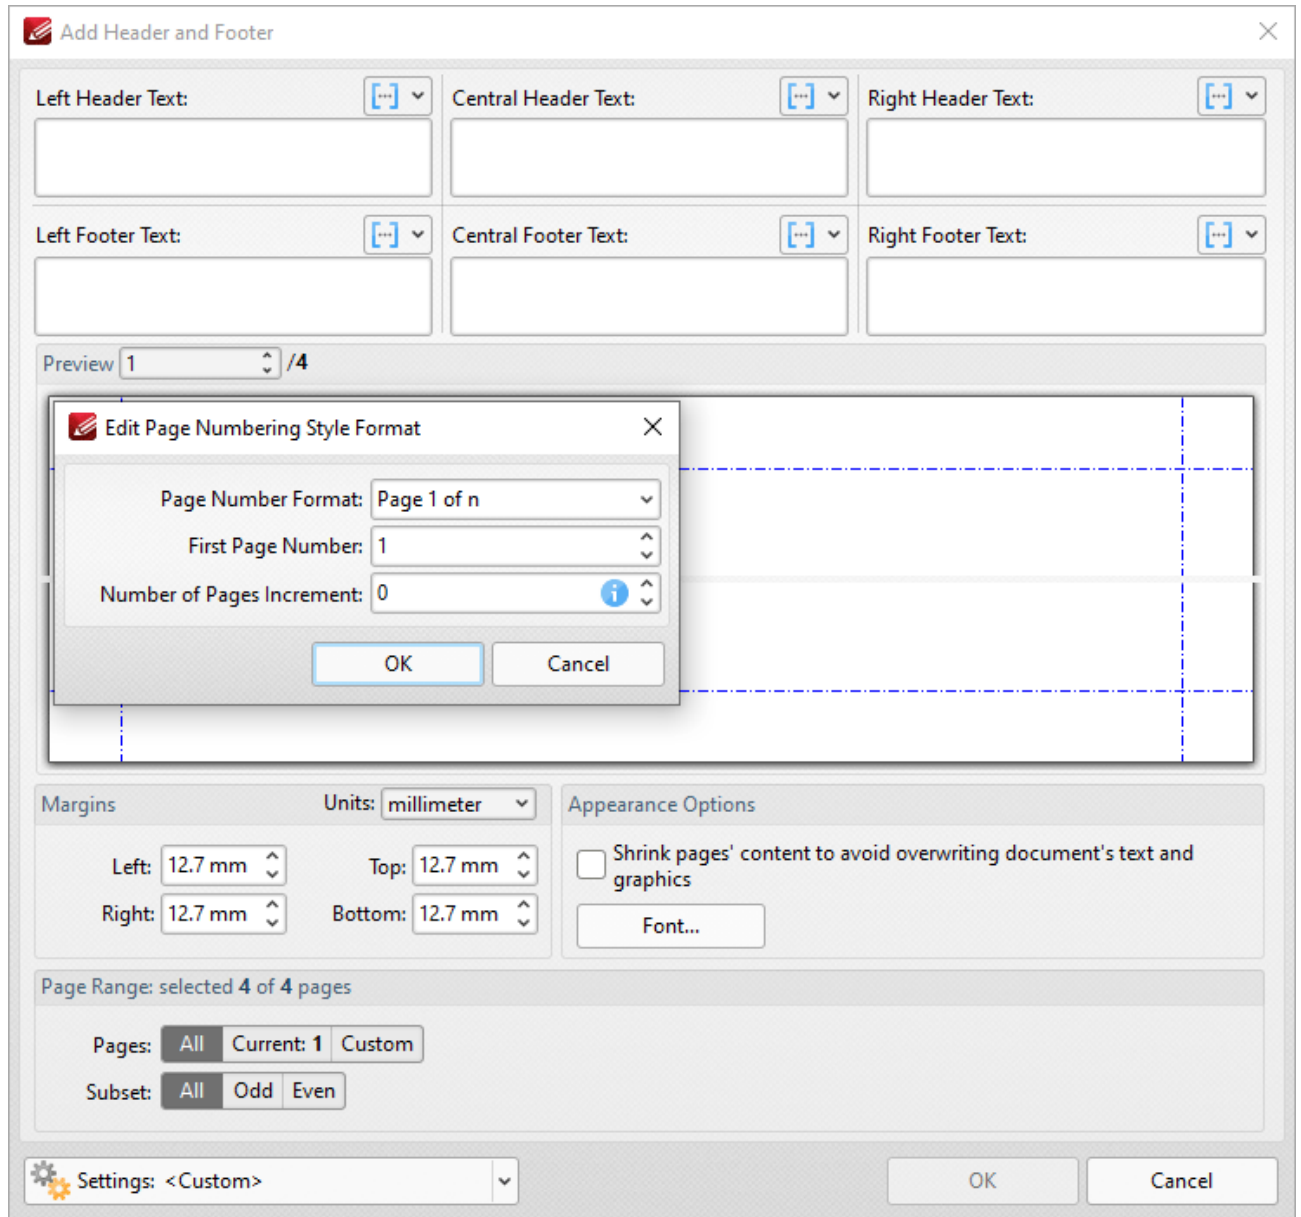 Add Header and Footer
Left Header Text:
Central Header Text:
Right Header Text:
Left Footer Text:
Central Footer Text:
Right Footer Text:
Preview 1 /4
Edit Page Numbering Style Format
Page Number Format: Page 1 of n
First Page Number: 1
Number of Pages Increment: 0
OK Cancel
Margins Units: millimeter
Left: 12.7 mm Top: 12.7 mm
Right: 12.7 mm Bottom: 12.7 mm
Appearance Options
Shrink pages' content to avoid overwriting document's text and
graphics
Font...
Page Range: selected 4 of 4 pages
Pages: All Current: 1 Custom
Subset: All Odd Even
Settings: <Custom>
OK Cancel